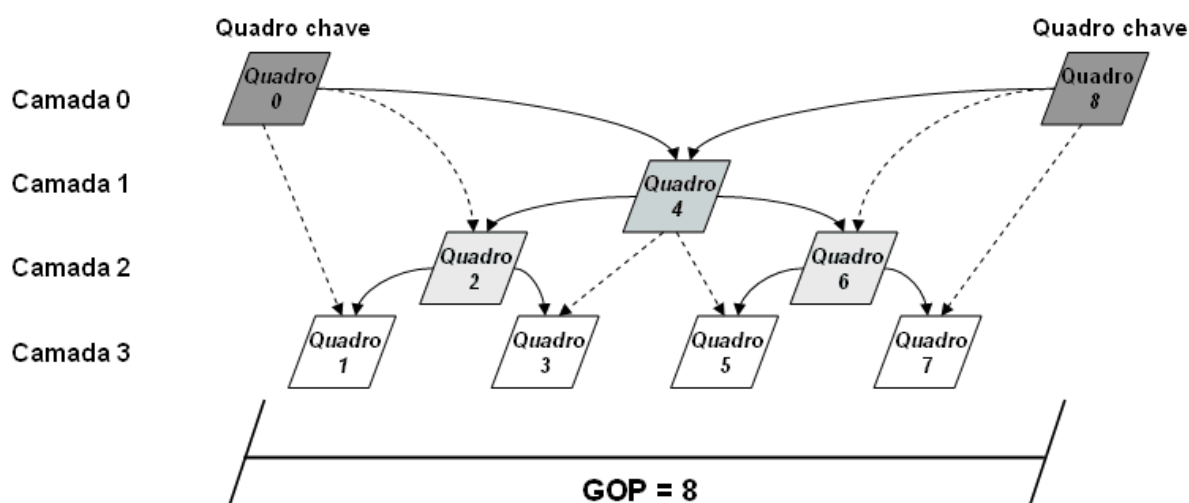 Quadro chave
Quadro chave
Camada 0
Quadro
0
Quadro
8
Camada 1
Quadro
4
Camada 2
Quadro
2
Quadro
6
Camada 3
Quadro
1
Quadro
3
Quadro
5
Quadro
7
GOP = 8